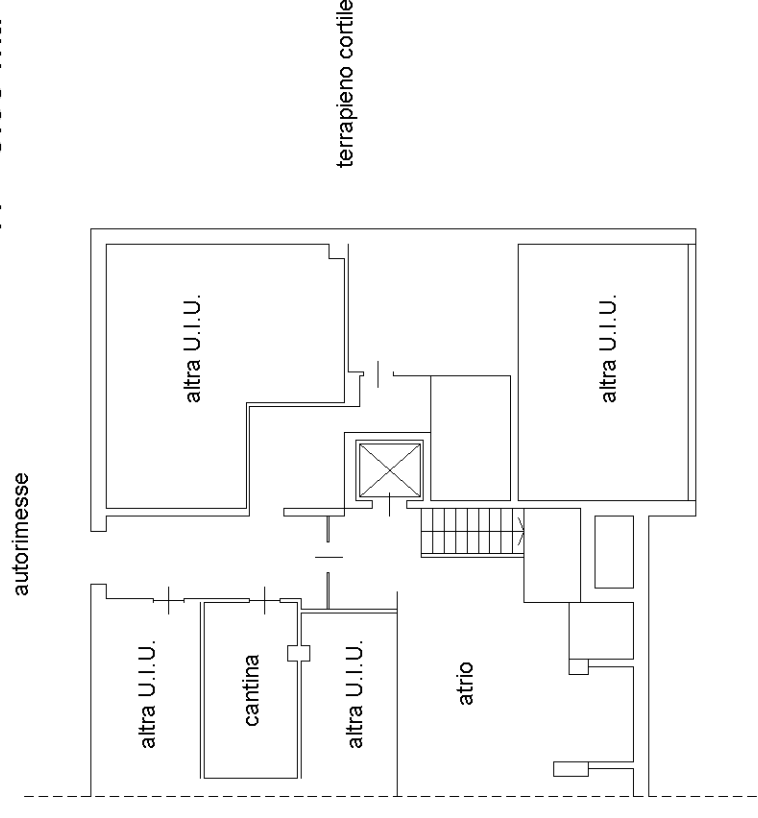 terrapieno cortile
altra U.I.U.
altra U.I.U.
autorimesse
altra U.I.U.
cantina
altra U.I.U.
atrio